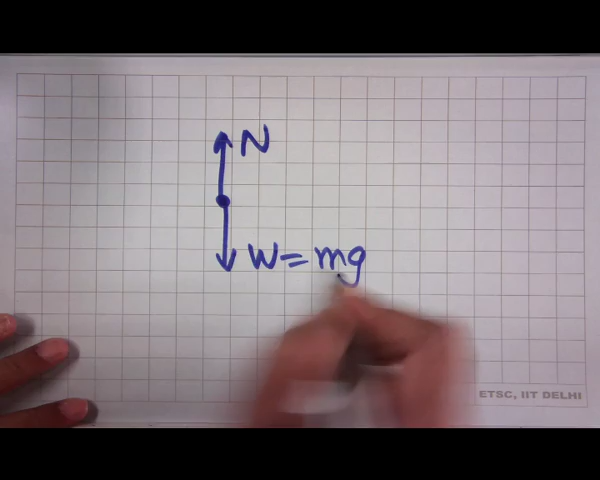 N
W = mg
ETSC, IIT DELHI